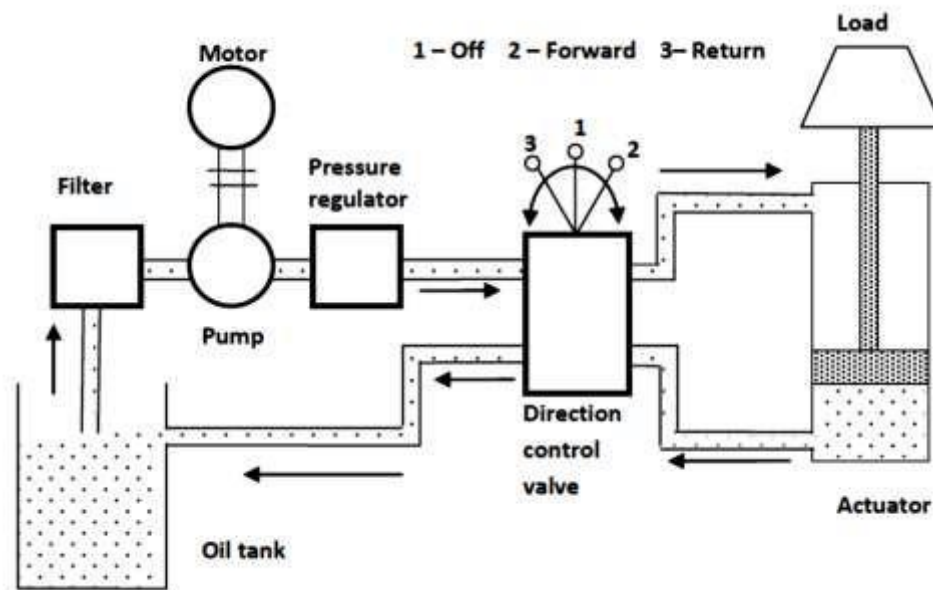 Load
Motor
1 – Off 2 – Forward 3– Return
1
3
2
Pressure
regulator
Filter
Pump
Direction
control
valve
Actuator
Oil tank